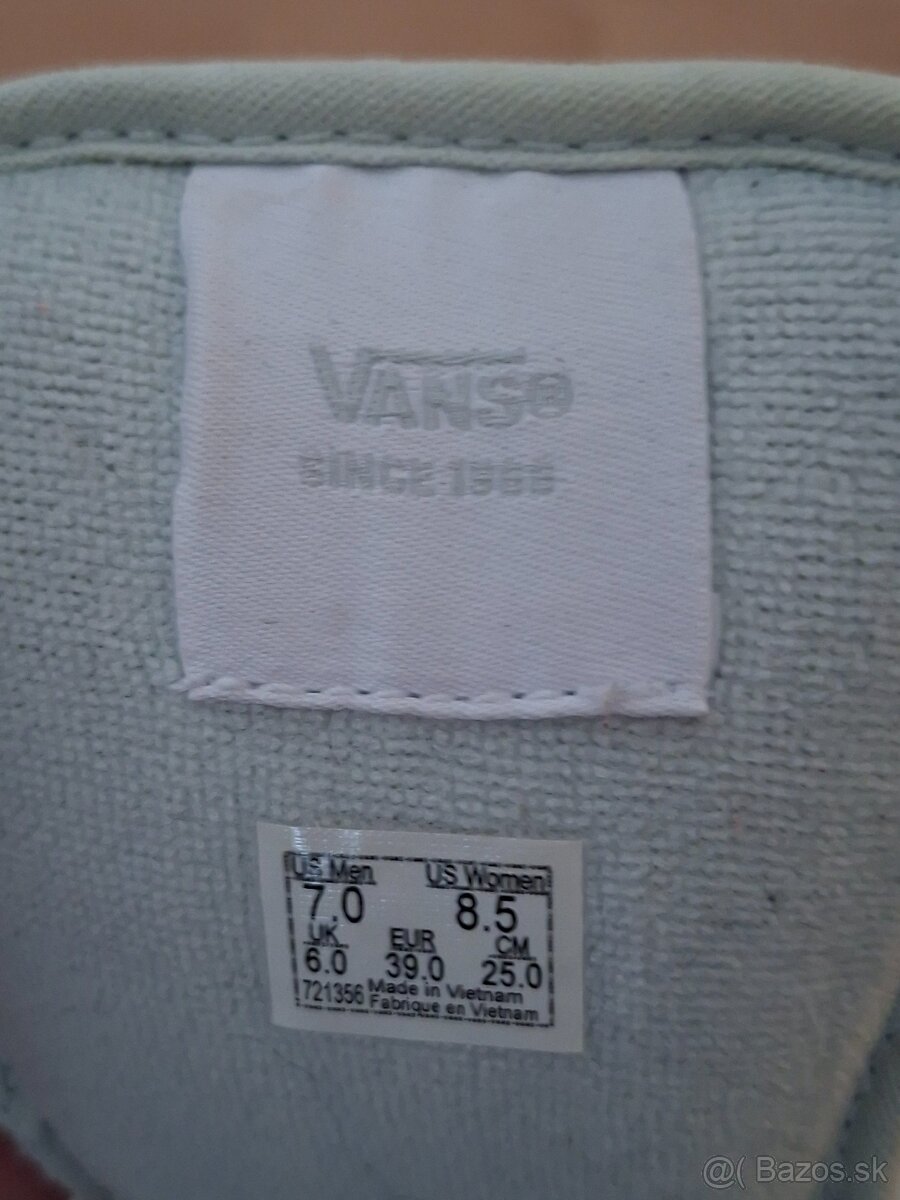 VANS®
SINCE 1966
US Men US Women
7.0 8.5
UK EUR CM
6.0 39.0 25.0
721356 Made in Vietnam
Fabrique en Vietnam
@( Bazos.sk